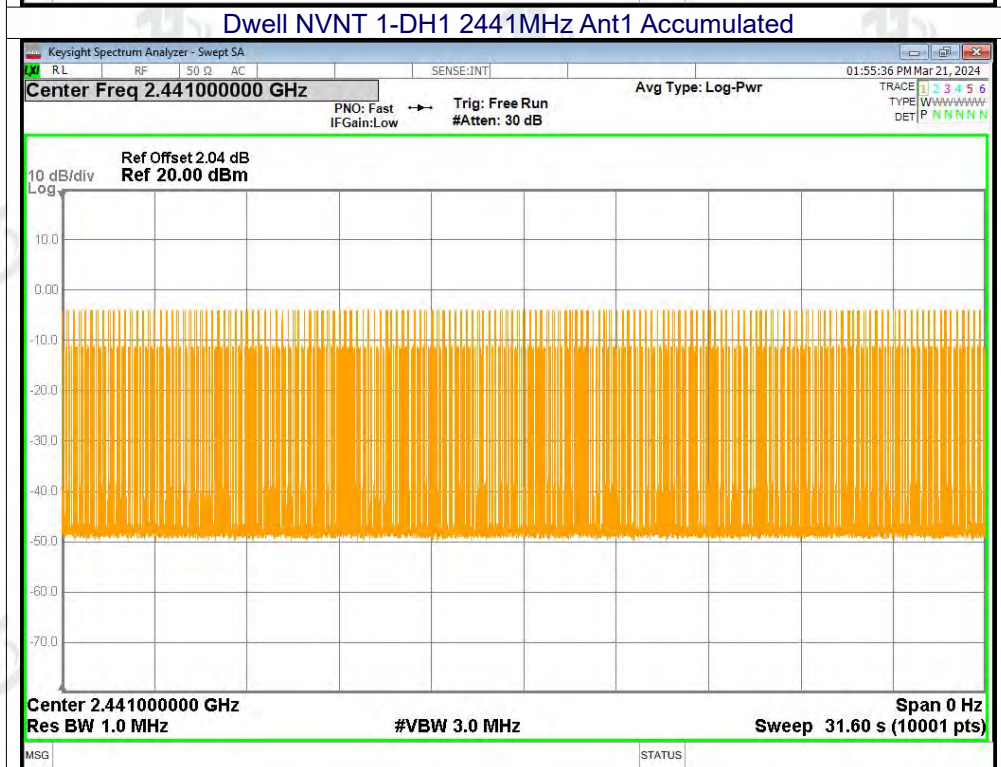 Dwell NVNT 1-DH1 2441MHz Ant1 Accumulated
Keysight Spectrum Analyzer - Swept SA
LXI RL RF 50 Ω AC SENSE:INT 01:55:36 PM Mar 21, 2024
Center Freq 2.441000000 GHz Avg Type: Log-Pwr TRACE 1 2 3 4 5 6
PNO: Fast Trig: Free Run TYPE WWWWWWW
IFGain:Low #Atten: 30 dB DET P N N N N N
Ref Offset 2.04 dB
10 dB/div Ref 20.00 dBm
Log
10.0
0.00
-10.0
-20.0
-30.0
-40.0
-50.0
-60.0
-70.0
Center 2.441000000 GHz Span 0 Hz
Res BW 1.0 MHz #VBW 3.0 MHz Sweep 31.60 s (10001 pts)
MSG STATUS